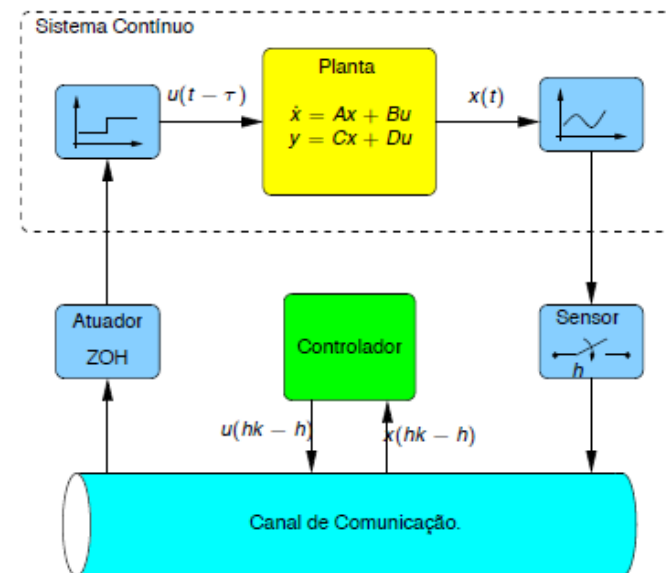 Sistema Contínuo
u(t − τ)
Planta
ẋ = Ax + Bu
y = Cx + Du
x(t)
Atuador
ZOH
Controlador
Sensor
h
u(hk − h)
x(hk − h)
Canal de Comunicação.